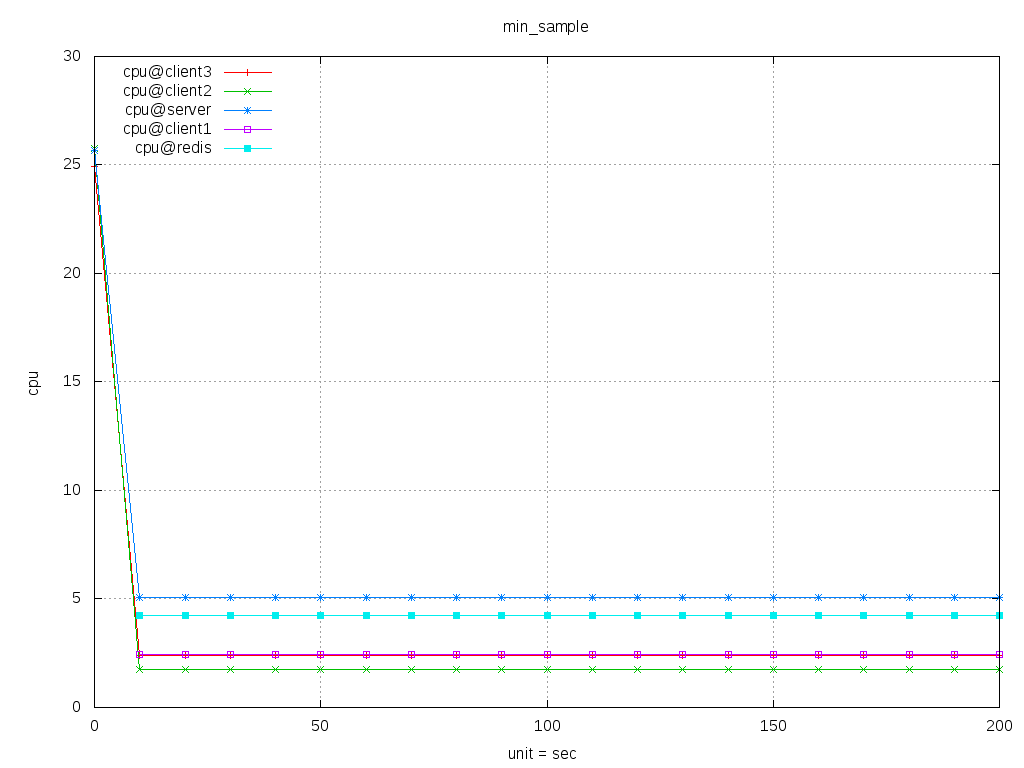 min_sample
30
25
20
15
10
5
0
cpu
cpu@client3
cpu@client2
cpu@server
cpu@client1
cpu@redis
0 50 100 150 200
unit = sec